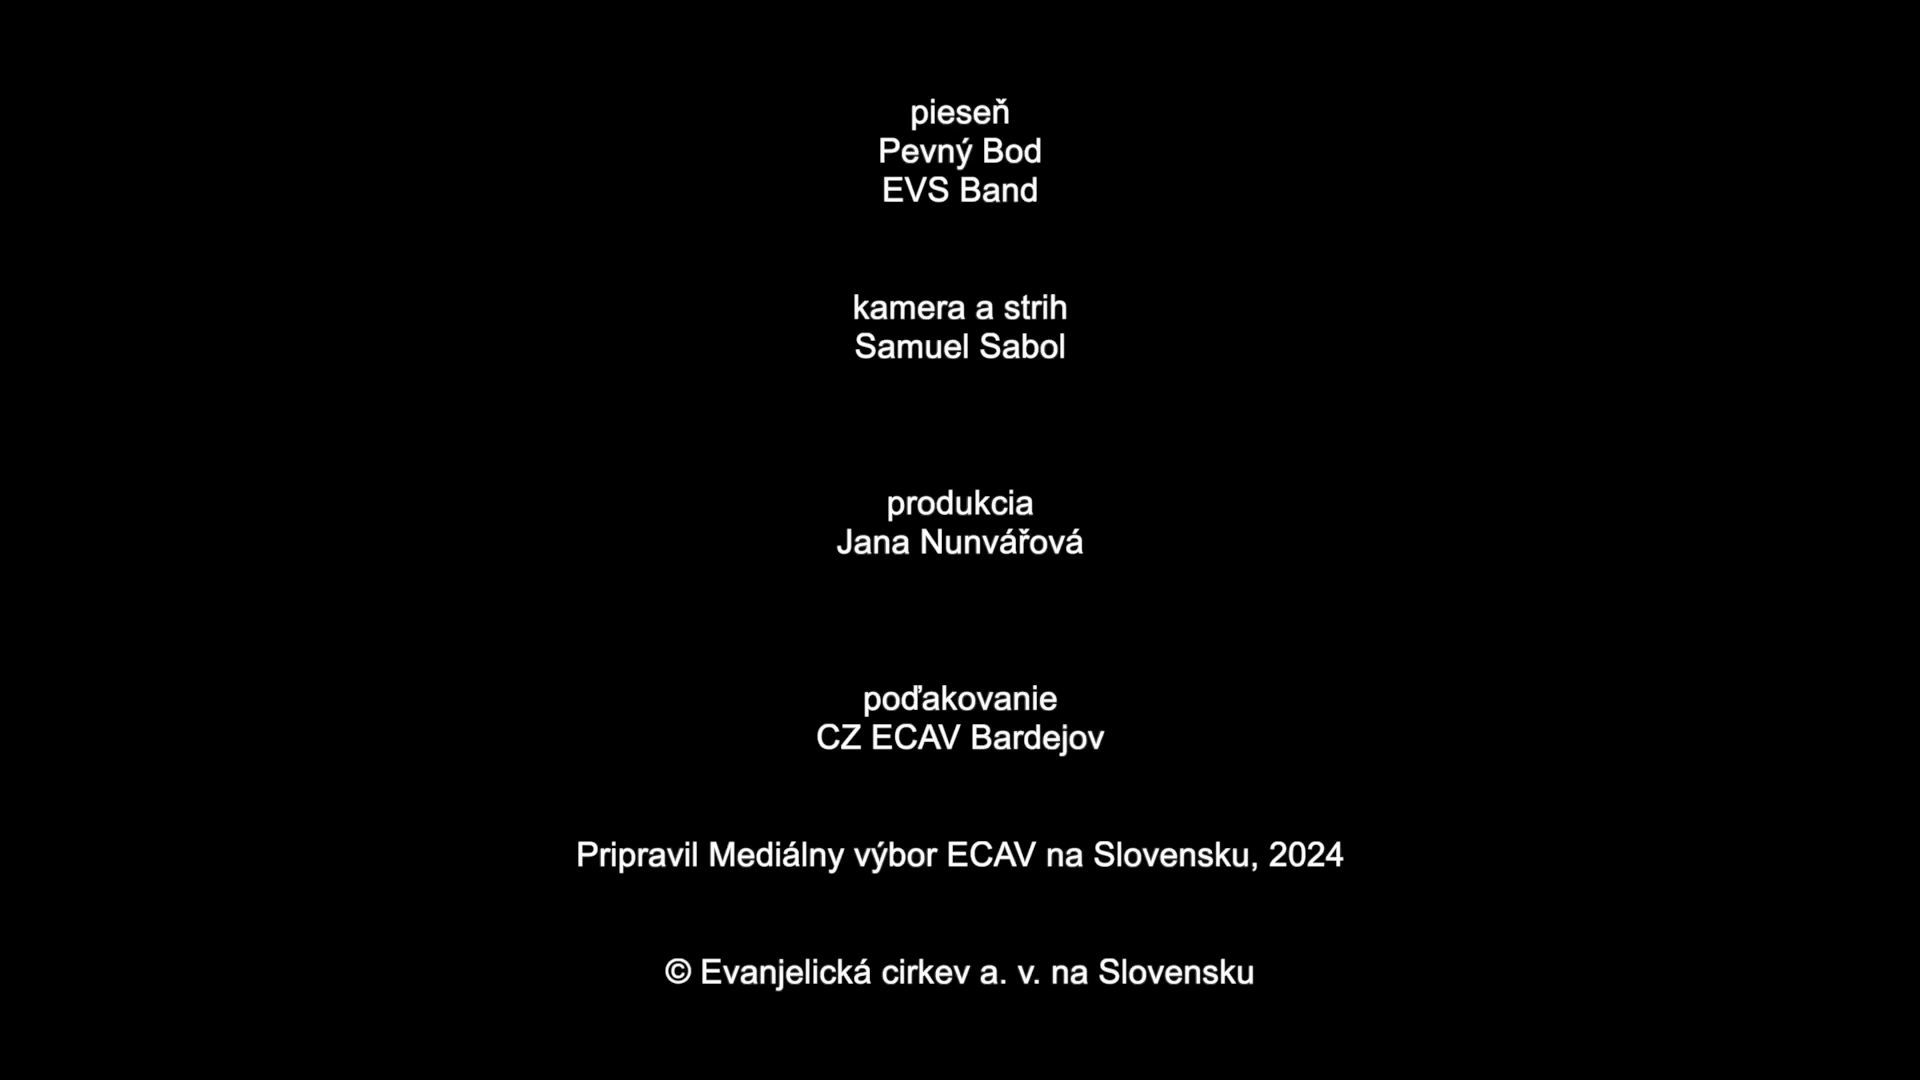 pieseň
Pevný Bod
EVS Band
kamera a strih
Samuel Sabol
produkcia
Jana Nunvářová
poďakovanie
CZ ECAV Bardejov
Pripravil Mediálny výbor ECAV na Slovensku, 2024
© Evanjelická cirkev a. v. na Slovensku